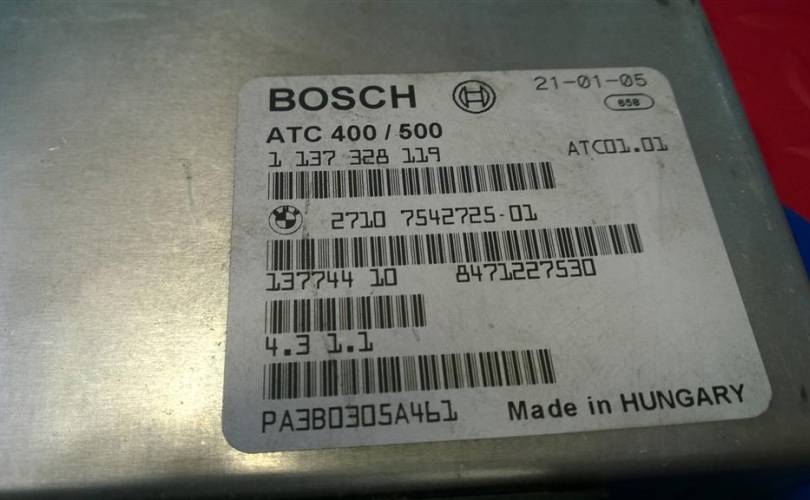 BOSCH 21-01-05
658
ATC 400 / 500
1 137 328 119 ATC01.01
2710 7542725-01
137744 10 8471227530
4.3 1.1
PA3B0305A461 Made in HUNGARY